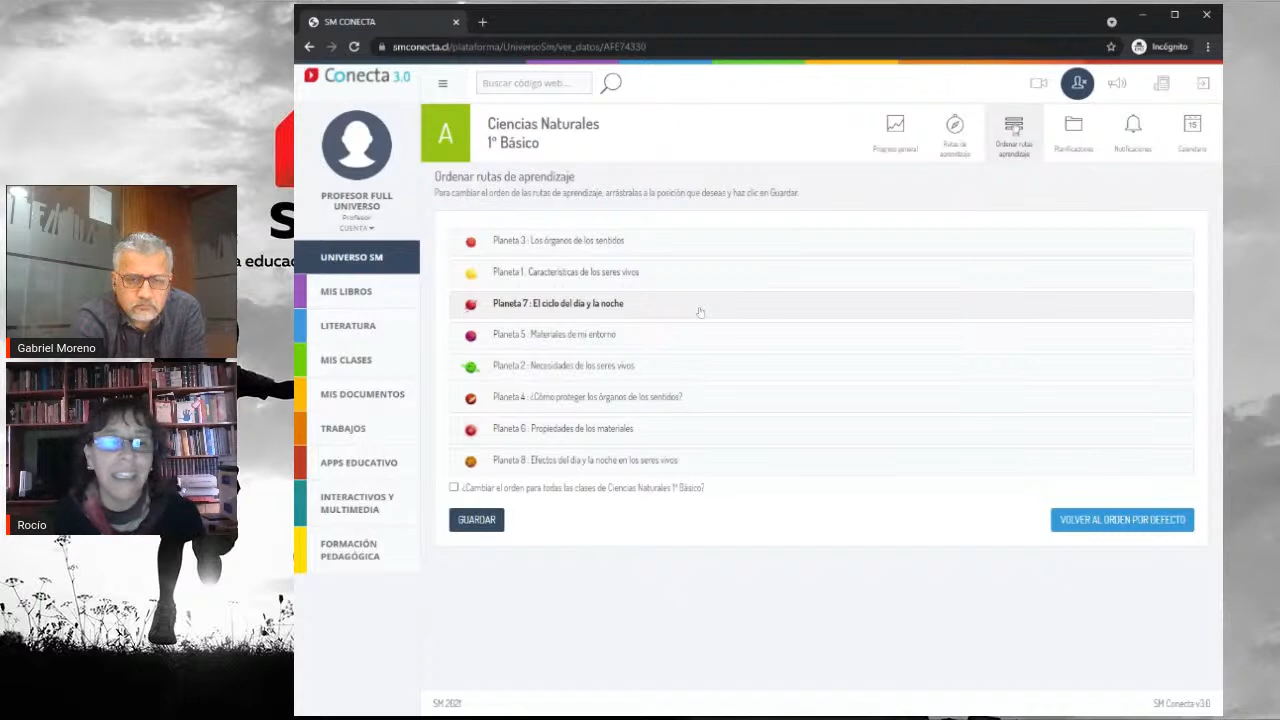 SM CONECTA
smconecta.cl/plataforma/UniversoSm/ver_datos/AFE74330
Incógnito
Conecta 3.0
Buscar código web...
A
Ciencias Naturales
1° Básico
Progreso general
Rutas de
aprendizaje
Ordenar rutas
aprendizaje
Planificaciones
Notificaciones
15
Calendario
PROFESOR FULL
UNIVERSO
Profesor
CUENTA
UNIVERSO SM
MIS LIBROS
LITERATURA
MIS CLASES
MIS DOCUMENTOS
TRABAJOS
APPS EDUCATIVO
INTERACTIVOS Y
MULTIMEDIA
FORMACIÓN
PEDAGÓGICA
Ordenar rutas de aprendizaje
Para cambiar el orden de las rutas de aprendizaje, arrástralas a la posición que deseas y haz clic en Guardar.
Planeta 3 : Los órganos de los sentidos
Planeta 1 : Características de los seres vivos
Planeta 7 : El ciclo del día y la noche
Planeta 5 : Materiales de mi entorno
Planeta 2 : Necesidades de los seres vivos
Planeta 4 : ¿Cómo proteger los órganos de los sentidos?
Planeta 6 : Propiedades de los materiales
Planeta 8 : Efectos del día y la noche en los seres vivos
¿Cambiar el orden para todas las clases de Ciencias Naturales 1° Básico?
GUARDAR
VOLVER AL ORDEN POR DEFECTO
SM 2021
SM Conecta v3.0
Gabriel Moreno
Rocío
S
a educac